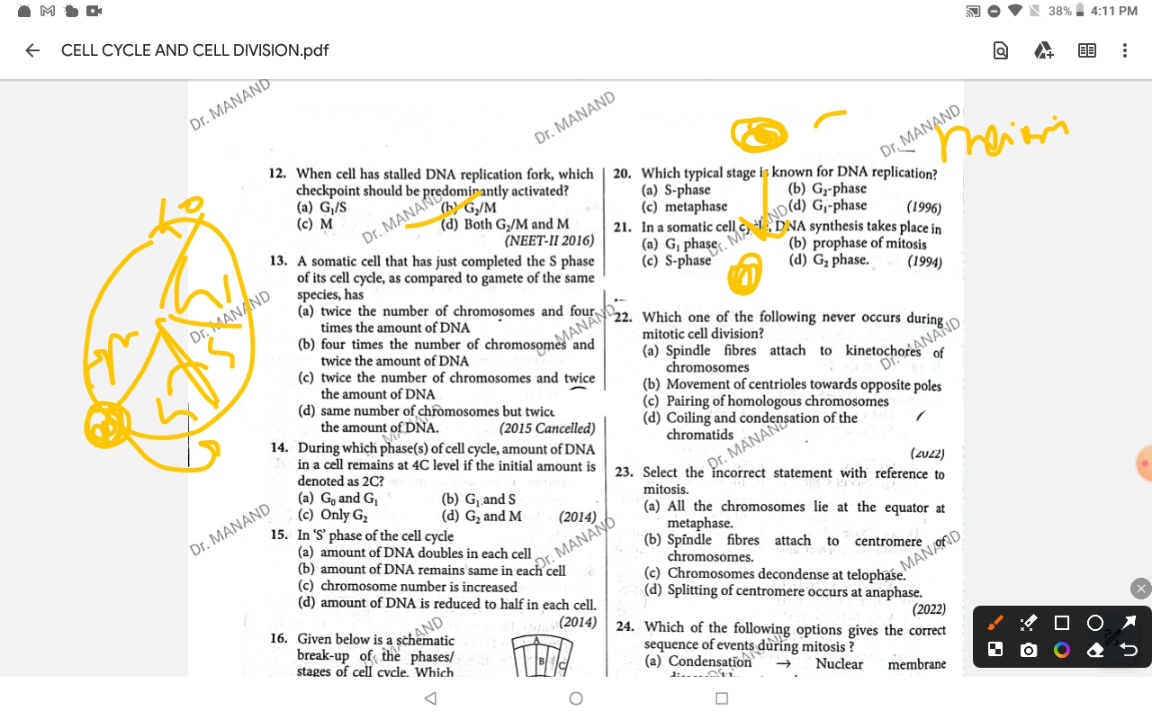 38% 4:11 PM
CELL CYCLE AND CELL DIVISION.pdf
Dr. MANAND
Dr. MANAND
Dr. MANAND
12. When cell has stalled DNA replication fork, which
checkpoint should be predominantly activated?
(a) G₁/S (b) G₂/M
(c) M (d) Both G₂/M and M
(NEET-II 2016)
13. A somatic cell that has just completed the S phase
of its cell cycle, as compared to gamete of the same
species, has
(a) twice the number of chromosomes and four
times the amount of DNA
(b) four times the number of chromosomes and
twice the amount of DNA
(c) twice the number of chromosomes and twice
the amount of DNA
(d) same number of chromosomes but twice
the amount of DNA. (2015 Cancelled)
14. During which phase(s) of cell cycle, amount of DNA
in a cell remains at 4C level if the initial amount is
denoted as 2C?
(a) G₀ and G₁ (b) G₁ and S
(c) Only G₂ (d) G₂ and M (2014)
15. In 'S' phase of the cell cycle
(a) amount of DNA doubles in each cell
(b) amount of DNA remains same in each cell
(c) chromosome number is increased
(d) amount of DNA is reduced to half in each cell.
(2014)
16. Given below is a schematic
break-up of the phases/
stages of cell cycle. Which
A
B
C
20. Which typical stage is known for DNA replication?
(a) S-phase (b) G₂-phase
(c) metaphase (d) G₁-phase (1996)
21. In a somatic cell cycle, DNA synthesis takes place in
(a) G₁ phase (b) prophase of mitosis
(c) S-phase (d) G₂ phase. (1994)
22. Which one of the following never occurs during
mitotic cell division?
(a) Spindle fibres attach to kinetochores of
chromosomes
(b) Movement of centrioles towards opposite poles
(c) Pairing of homologous chromosomes
(d) Coiling and condensation of the
chromatids
(2022)
23. Select the incorrect statement with reference to
mitosis.
(a) All the chromosomes lie at the equator at
metaphase.
(b) Spindle fibres attach to centromere of
chromosomes.
(c) Chromosomes decondense at telophase.
(d) Splitting of centromere occurs at anaphase.
(2022)
24. Which of the following options gives the correct
sequence of events during mitosis ?
(a) Condensation → Nuclear membrane
Dr. MANAND
Dr. MANAND
Dr. MANAND
Dr. MANAND
Dr. MANAND